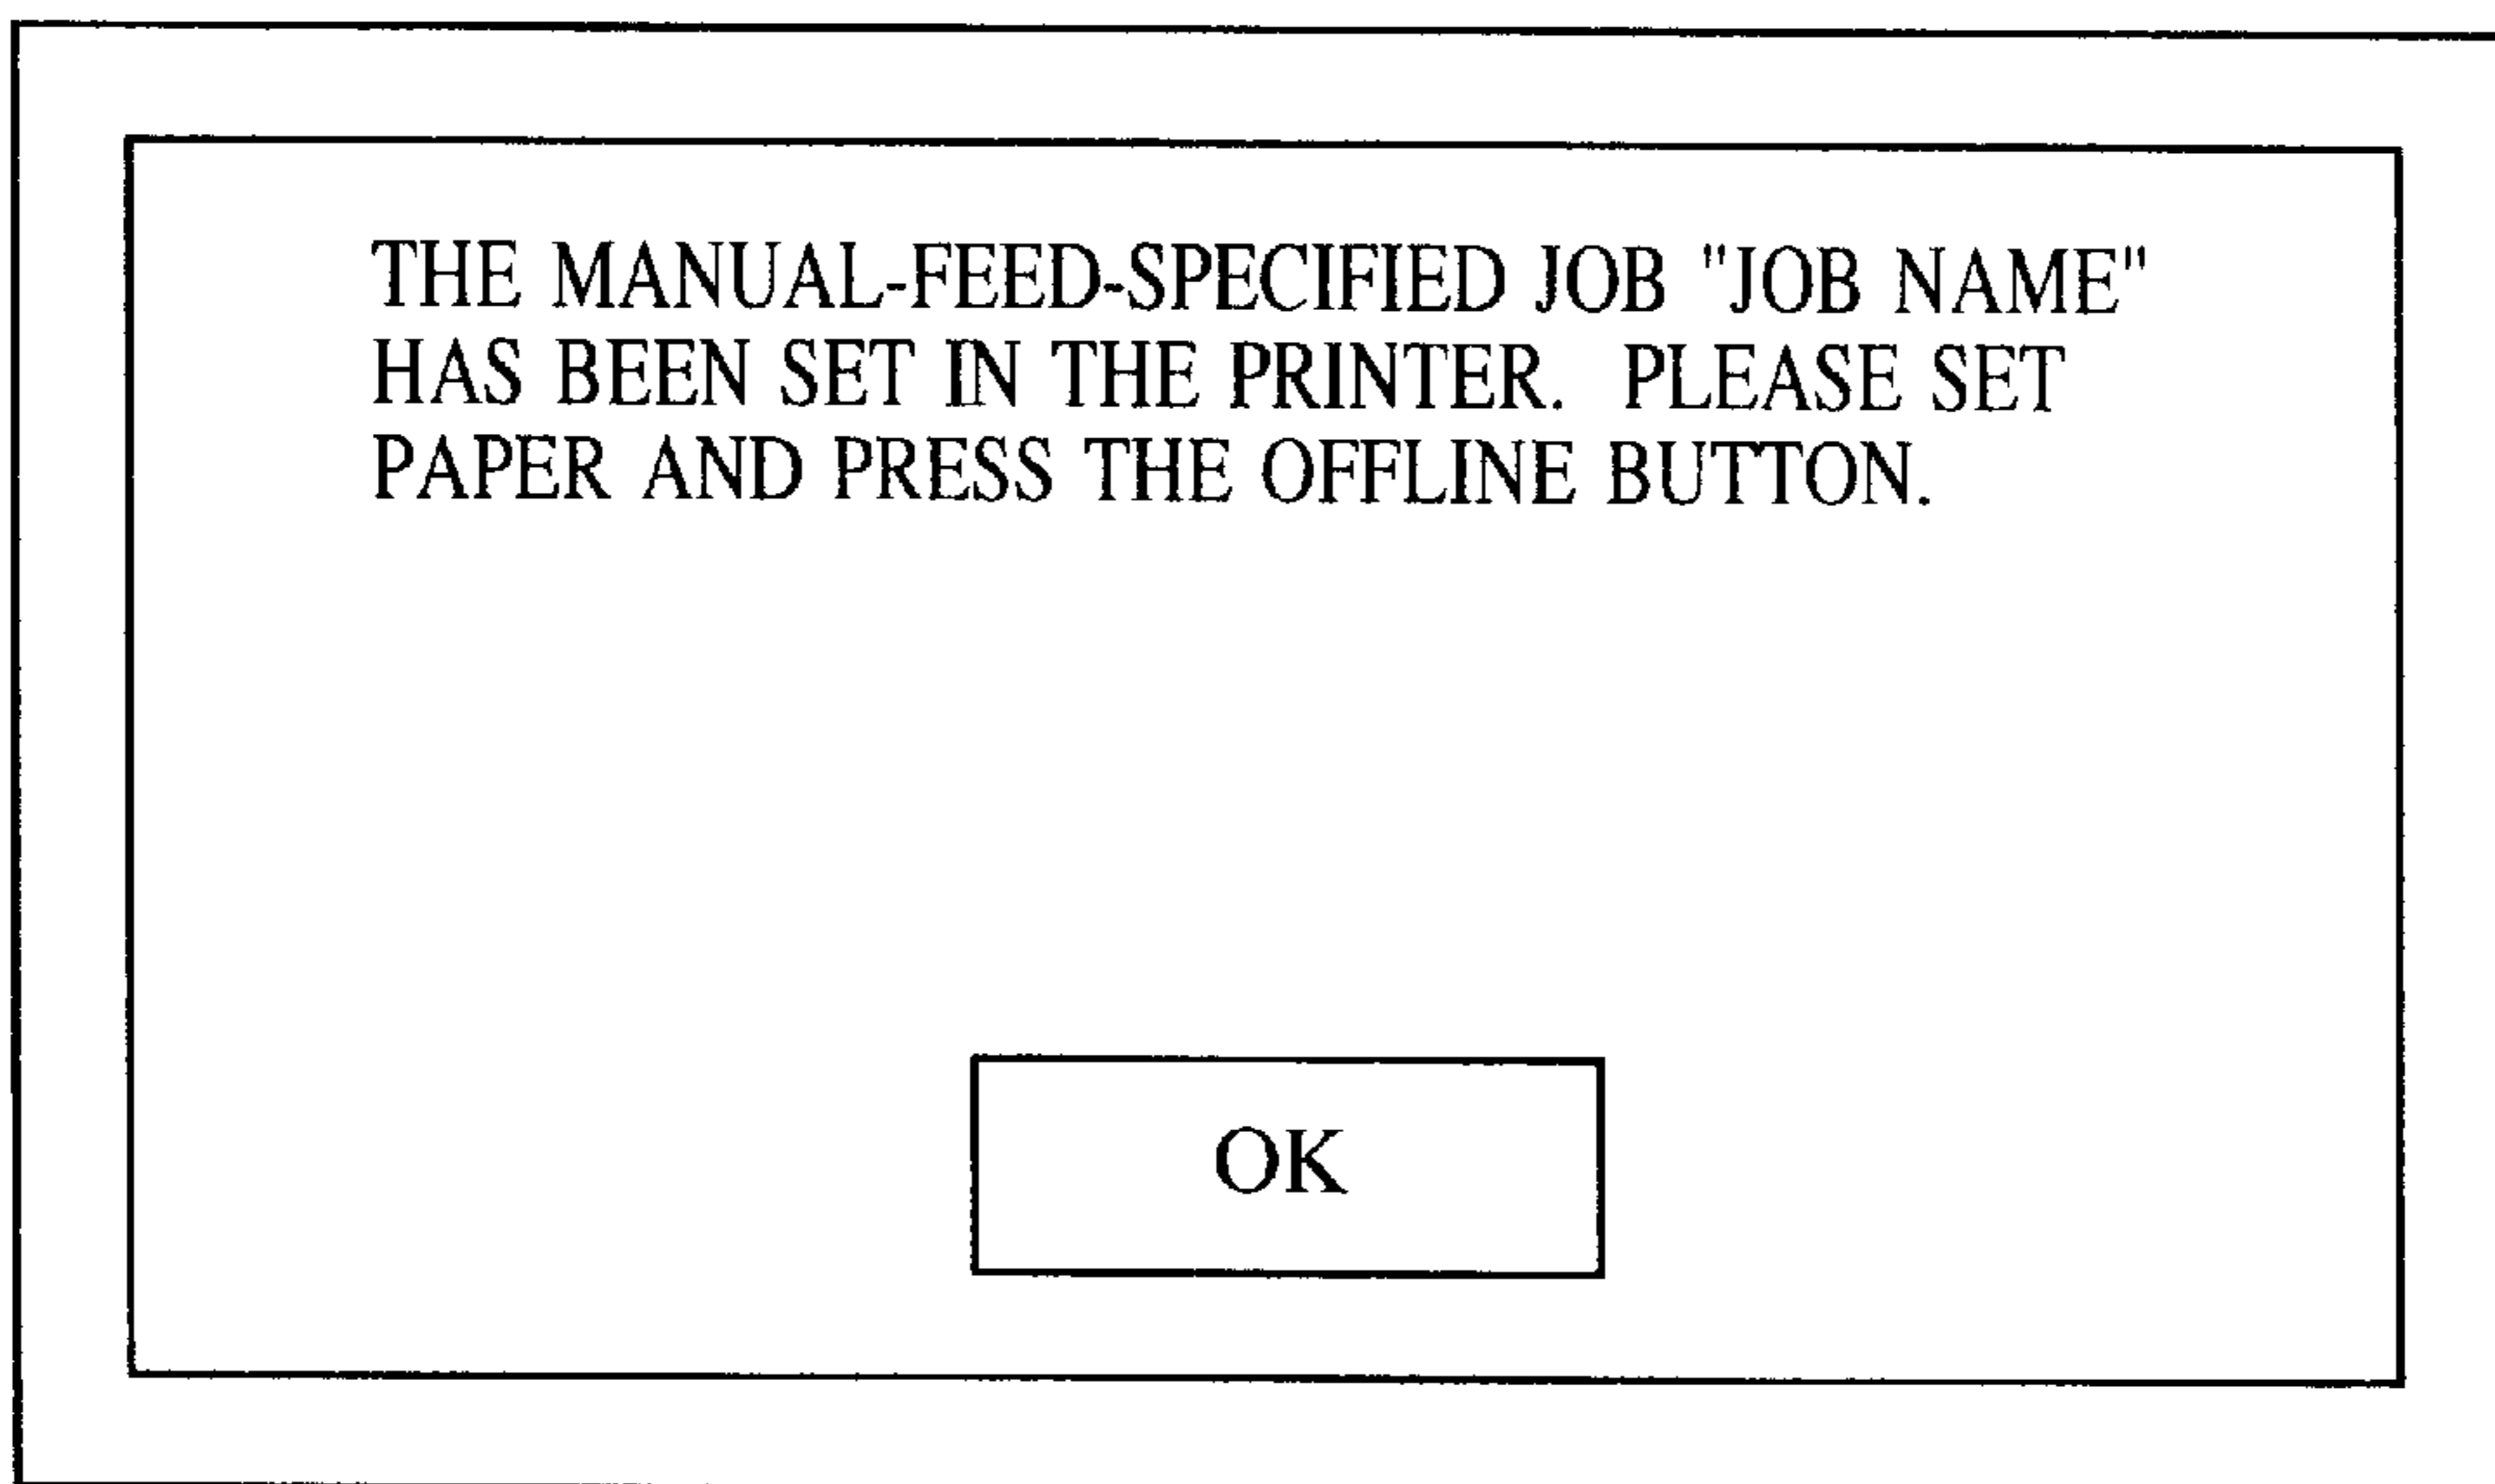 THE MANUAL-FEED-SPECIFIED JOB "JOB NAME"
HAS BEEN SET IN THE PRINTER. PLEASE SET
PAPER AND PRESS THE OFFLINE BUTTON.
OK